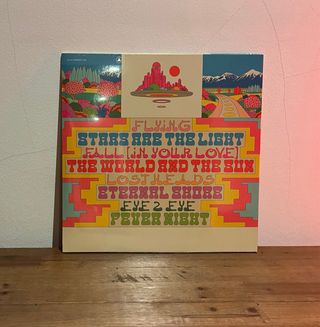 FLYING
STARS ARE THE LIGHT
FALL (IN YOUR LOVE)
THE WORLD AND THE SUN
LOST HEADS
ETERNAL SHORE
EYE 2 EYE
FEVER NIGHT